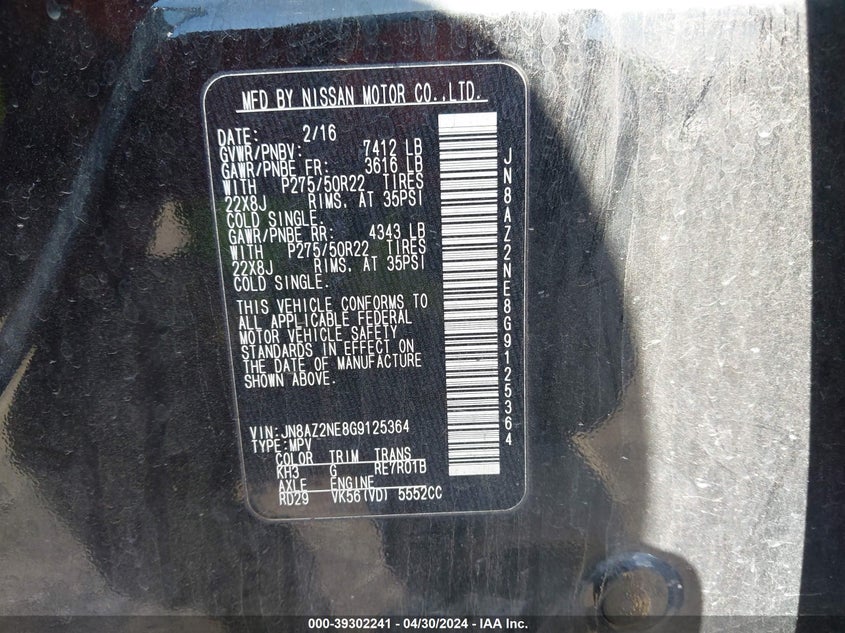 MFD BY NISSAN MOTOR CO.,LTD.
DATE: 2/16
GVWR/PNBV: 7412 LB
GAWR/PNBE FR: 3616 LB
WITH P275/50R22 TIRES
22X8J RIMS. AT 35PSI
COLD SINGLE.
GAWR/PNBE RR: 4343 LB
WITH P275/50R22 TIRES
22X8J RIMS. AT 35PSI
COLD SINGLE.
THIS VEHICLE CONFORMS TO
ALL APPLICABLE FEDERAL
MOTOR VEHICLE SAFETY
STANDARDS IN EFFECT ON
THE DATE OF MANUFACTURE
SHOWN ABOVE.
VIN:JN8AZ2NE8G9125364
TYPE:MPV
COLOR TRIM TRANS
KH3 G RE7R01B
AXLE ENGINE
RD29 VK56(VD) 5552CC
JN8AZ2NE8G9125364
000-39302241 - 04/30/2024 - IAA Inc.